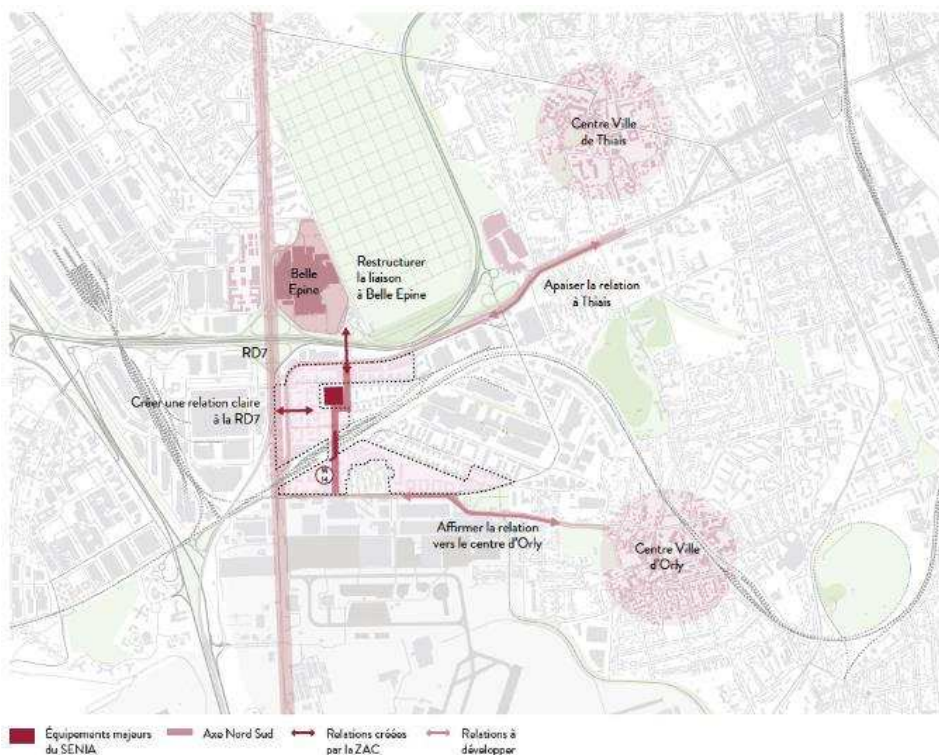 Centre Ville
de Thiais
Belle
Epine
Restructurer
la liaison
à Belle Epine
Apaiser la relation
à Thiais
RD7
Créer une relation claire
à la RD7
Affirmer la relation
vers le centre d'Orly
Centre Ville
d'Orly
Équipements majeurs
du SENIA
Axe Nord Sud
Relations créées
par la ZAC
Relations à
développer